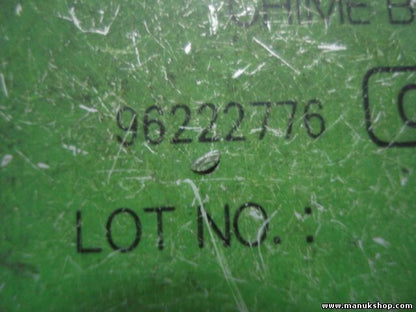 CHIME B
96222776
LOT NO. :
www.manukshop.com